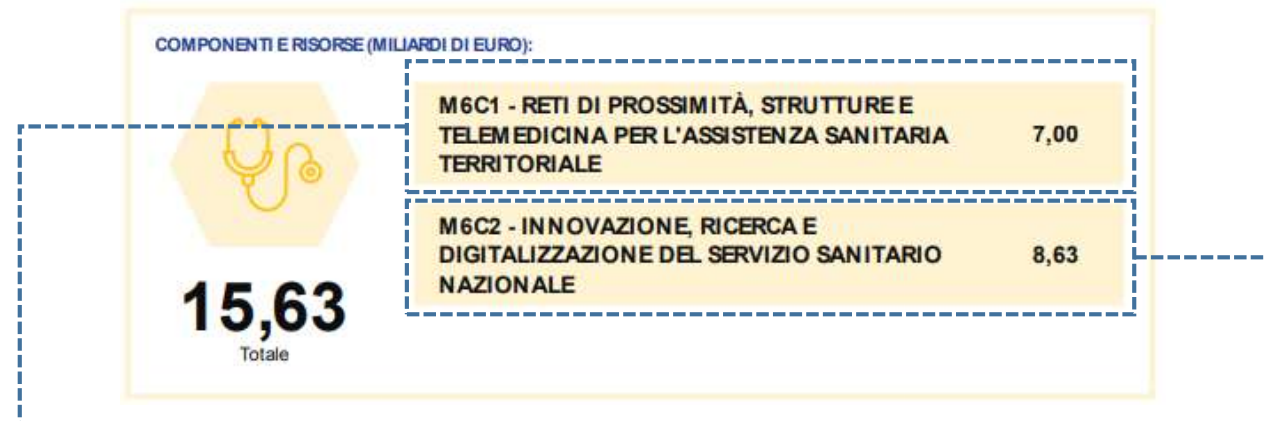 COMPONENTI E RISORSE (MILIARDI DI EURO):
M6C1 - RETI DI PROSSIMITÀ, STRUTTURE E
TELEMEDICINA PER L'ASSISTENZA SANITARIA 7,00
TERRITORIALE
M6C2 - INNOVAZIONE, RICERCA E
DIGITALIZZAZIONE DEL SERVIZIO SANITARIO 8,63
NAZIONALE
15,63
Totale